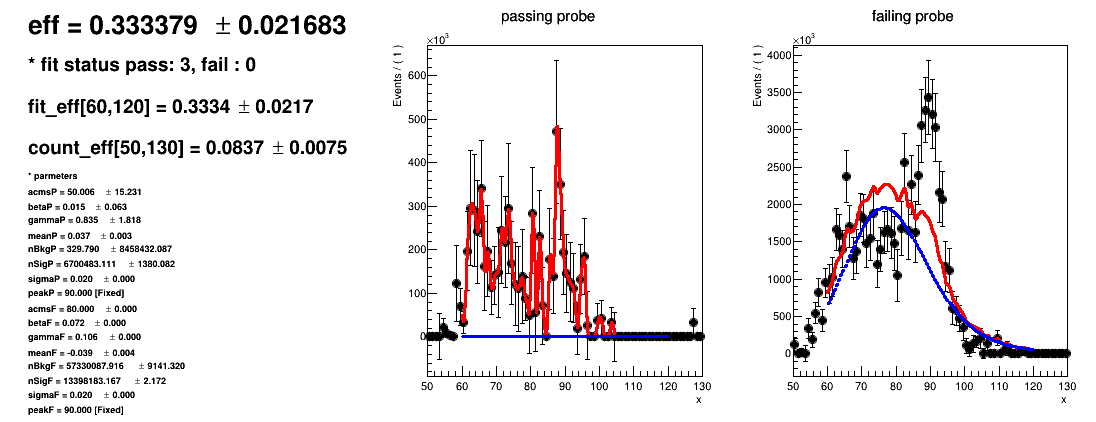 eff = 0.333379 ± 0.021683
* fit status pass: 3, fail : 0
fit_eff[60,120] = 0.3334 ± 0.0217
count_eff[50,130] = 0.0837 ± 0.0075
* parmeters
acmsP = 50.006 ± 15.231
betaP = 0.015 ± 0.063
gammaP = 0.835 ± 1.818
meanP = 0.037 ± 0.003
nBkgP = 329.790 ± 8458432.087
nSigP = 6700483.111 ± 1380.082
sigmaP = 0.020 ± 0.000
peakP = 90.000 [Fixed]
acmsF = 80.000 ± 0.000
betaF = 0.072 ± 0.000
gammaF = 0.106 ± 0.000
meanF = -0.039 ± 0.004
nBkgF = 57330087.916 ± 9141.320
nSigF = 13398183.167 ± 2.172
sigmaF = 0.020 ± 0.000
peakF = 90.000 [Fixed]
passing probe
×10³
Events / ( 1 )
600
500
400
300
200
100
0
50 60 70 80 90 100 110 120 130
x
failing probe
×10³
Events / ( 1 )
4000
3500
3000
2500
2000
1500
1000
500
0
50 60 70 80 90 100 110 120 130
x